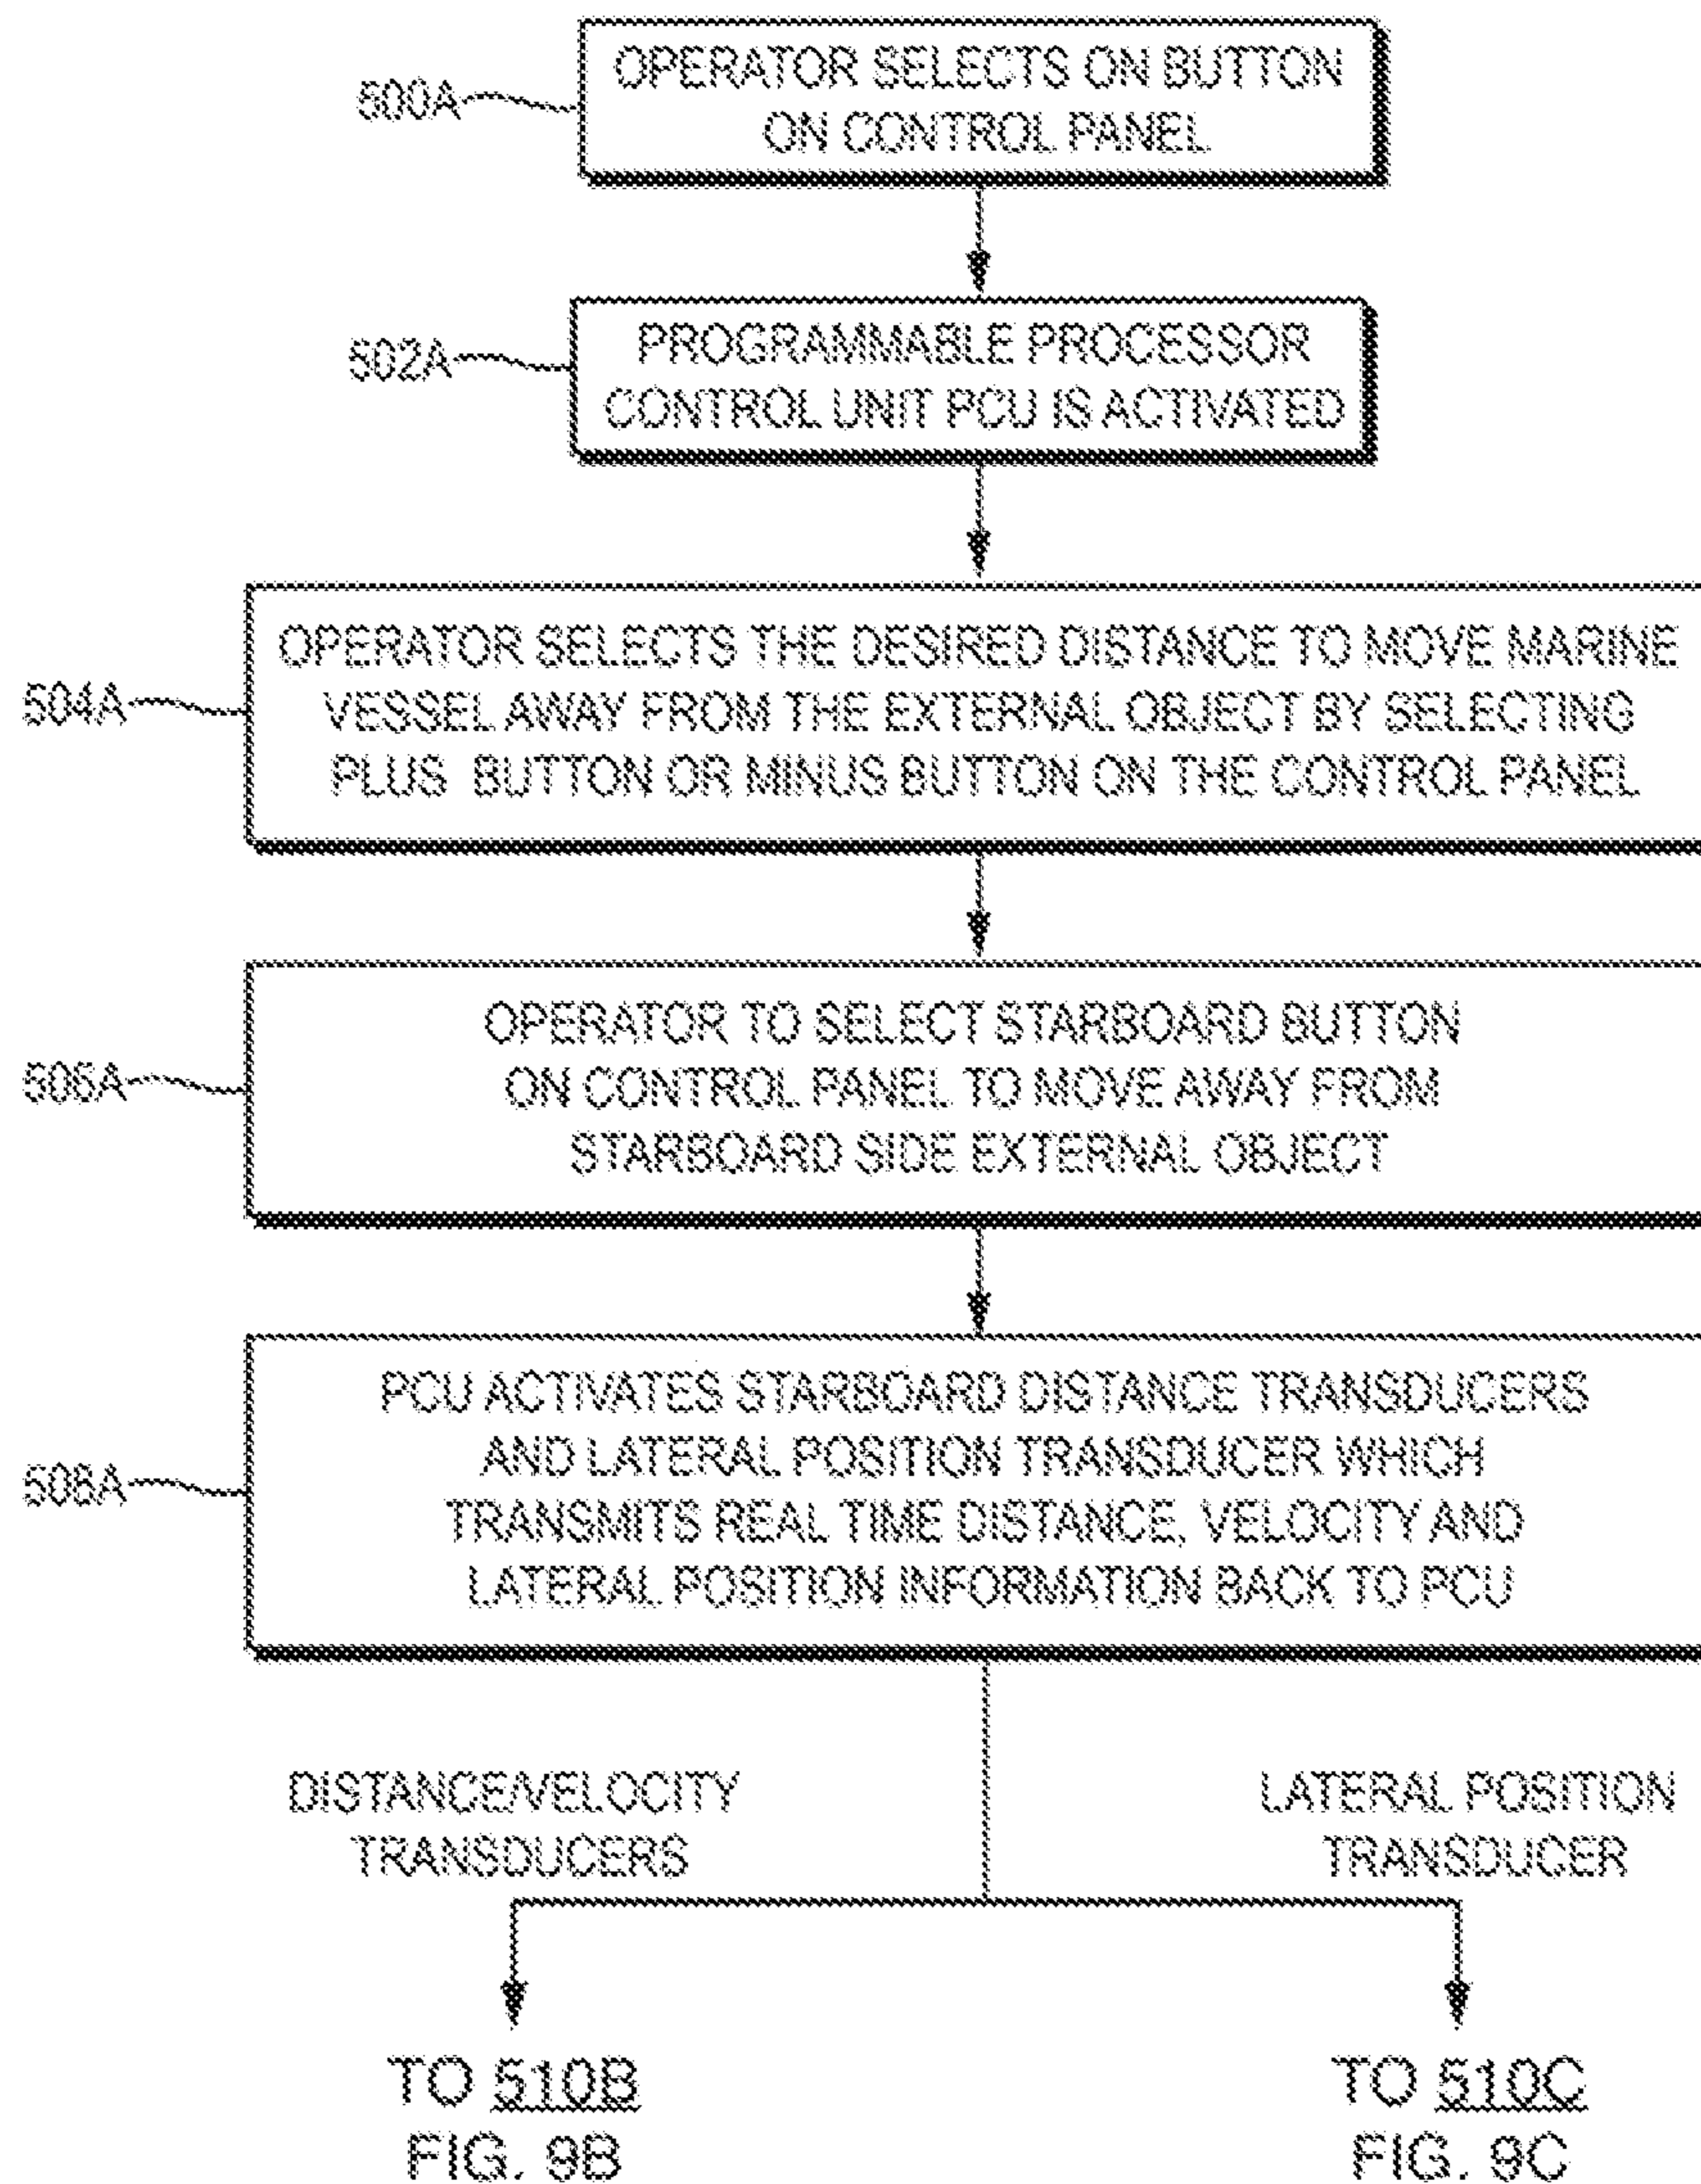 500A
OPERATOR SELECTS ON BUTTON
ON CONTROL PANEL
502A
PROGRAMMABLE PROCESSOR
CONTROL UNIT PCU IS ACTIVATED
504A
OPERATOR SELECTS THE DESIRED DISTANCE TO MOVE MARINE
VESSEL AWAY FROM THE EXTERNAL OBJECT BY SELECTING
PLUS BUTTON OR MINUS BUTTON ON THE CONTROL PANEL
506A
OPERATOR TO SELECT STARBOARD BUTTON
ON CONTROL PANEL TO MOVE AWAY FROM
STARBOARD SIDE EXTERNAL OBJECT
508A
PCU ACTIVATES STARBOARD DISTANCE TRANSDUCERS
AND LATERAL POSITION TRANSDUCER WHICH
TRANSMITS REAL TIME DISTANCE, VELOCITY AND
LATERAL POSITION INFORMATION BACK TO PCU
DISTANCE/VELOCITY
TRANSDUCERS
LATERAL POSITION
TRANSDUCER
TO 510B
FIG. 9B
TO 510C
FIG. 9C